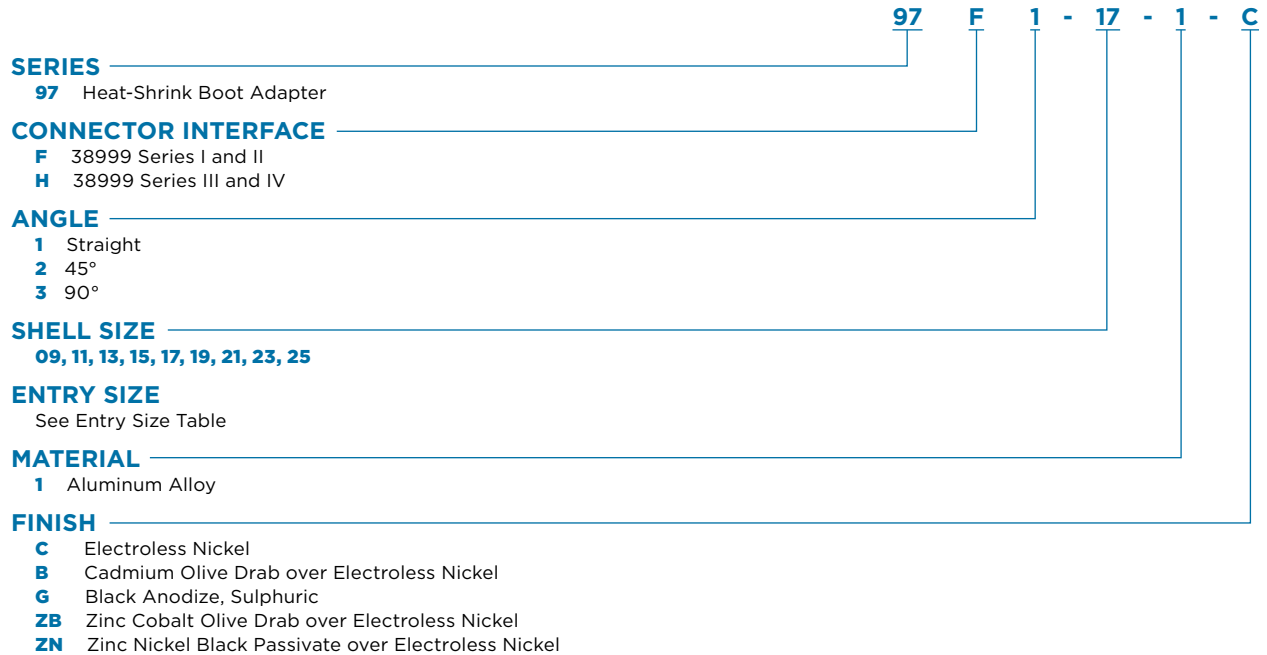 97 F 1 - 17 - 1 - C
SERIES
97 Heat-Shrink Boot Adapter
CONNECTOR INTERFACE
F 38999 Series I and II
H 38999 Series III and IV
ANGLE
1 Straight
2 45°
3 90°
SHELL SIZE
09, 11, 13, 15, 17, 19, 21, 23, 25
ENTRY SIZE
See Entry Size Table
MATERIAL
1 Aluminum Alloy
FINISH
C Electroless Nickel
B Cadmium Olive Drab over Electroless Nickel
G Black Anodize, Sulphuric
ZB Zinc Cobalt Olive Drab over Electroless Nickel
ZN Zinc Nickel Black Passivate over Electroless Nickel